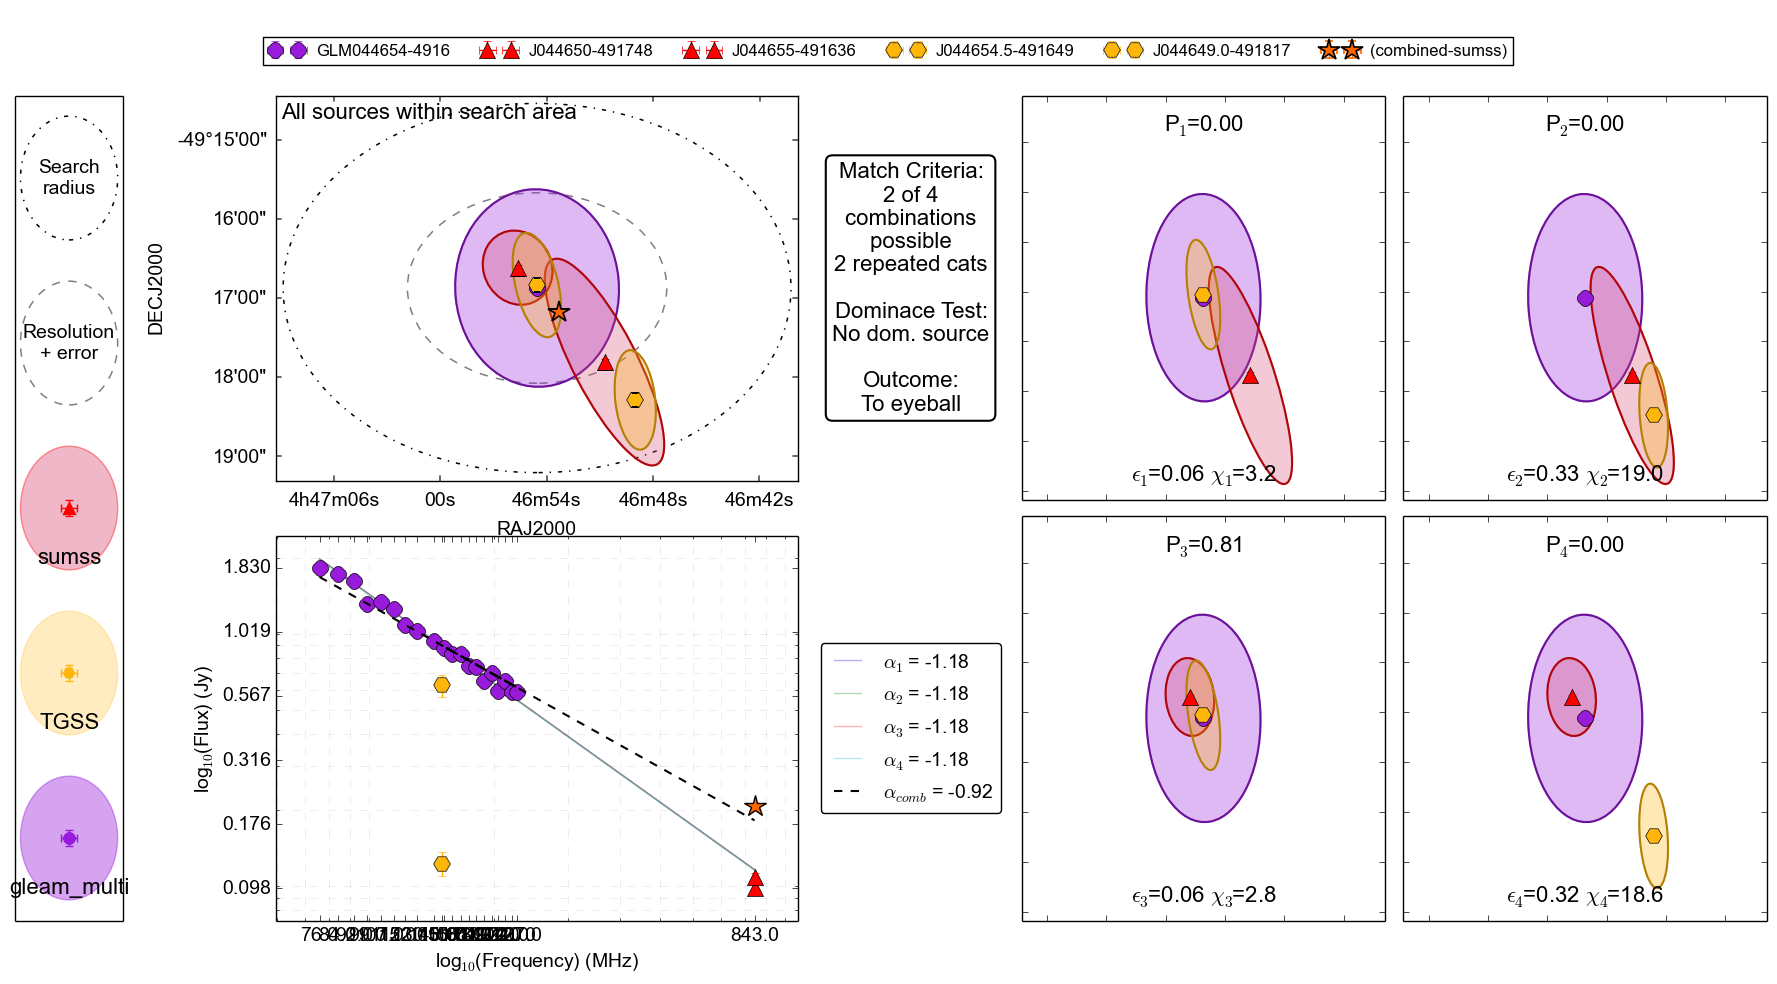 GLM044654-4916 J044650-491748 J044655-491636 J044654.5-491649 J044649.0-491817 (combined-sumss)
Search
radius
Resolution
+ error
sumss
TGSS
gleam_multi
All sources within search area
DECJ2000
-49°15'00"
16'00"
17'00"
18'00"
19'00"
4h47m06s 00s 46m54s 46m48s 46m42s
RAJ2000
Match Criteria:
2 of 4
combinations
possible
2 repeated cats
Dominace Test:
No dom. source
Outcome:
To eyeball
P1=0.00
ϵ1=0.06 χ1=3.2
P2=0.00
ϵ2=0.33 χ2=19.0
P3=0.81
ϵ3=0.06 χ3=2.8
P4=0.00
ϵ4=0.32 χ4=18.6
log10(Flux) (Jy)
1.830
1.019
0.567
0.316
0.176
0.098
843.0
log10(Frequency) (MHz)
α1 = -1.18
α2 = -1.18
α3 = -1.18
α4 = -1.18
αcomb = -0.92